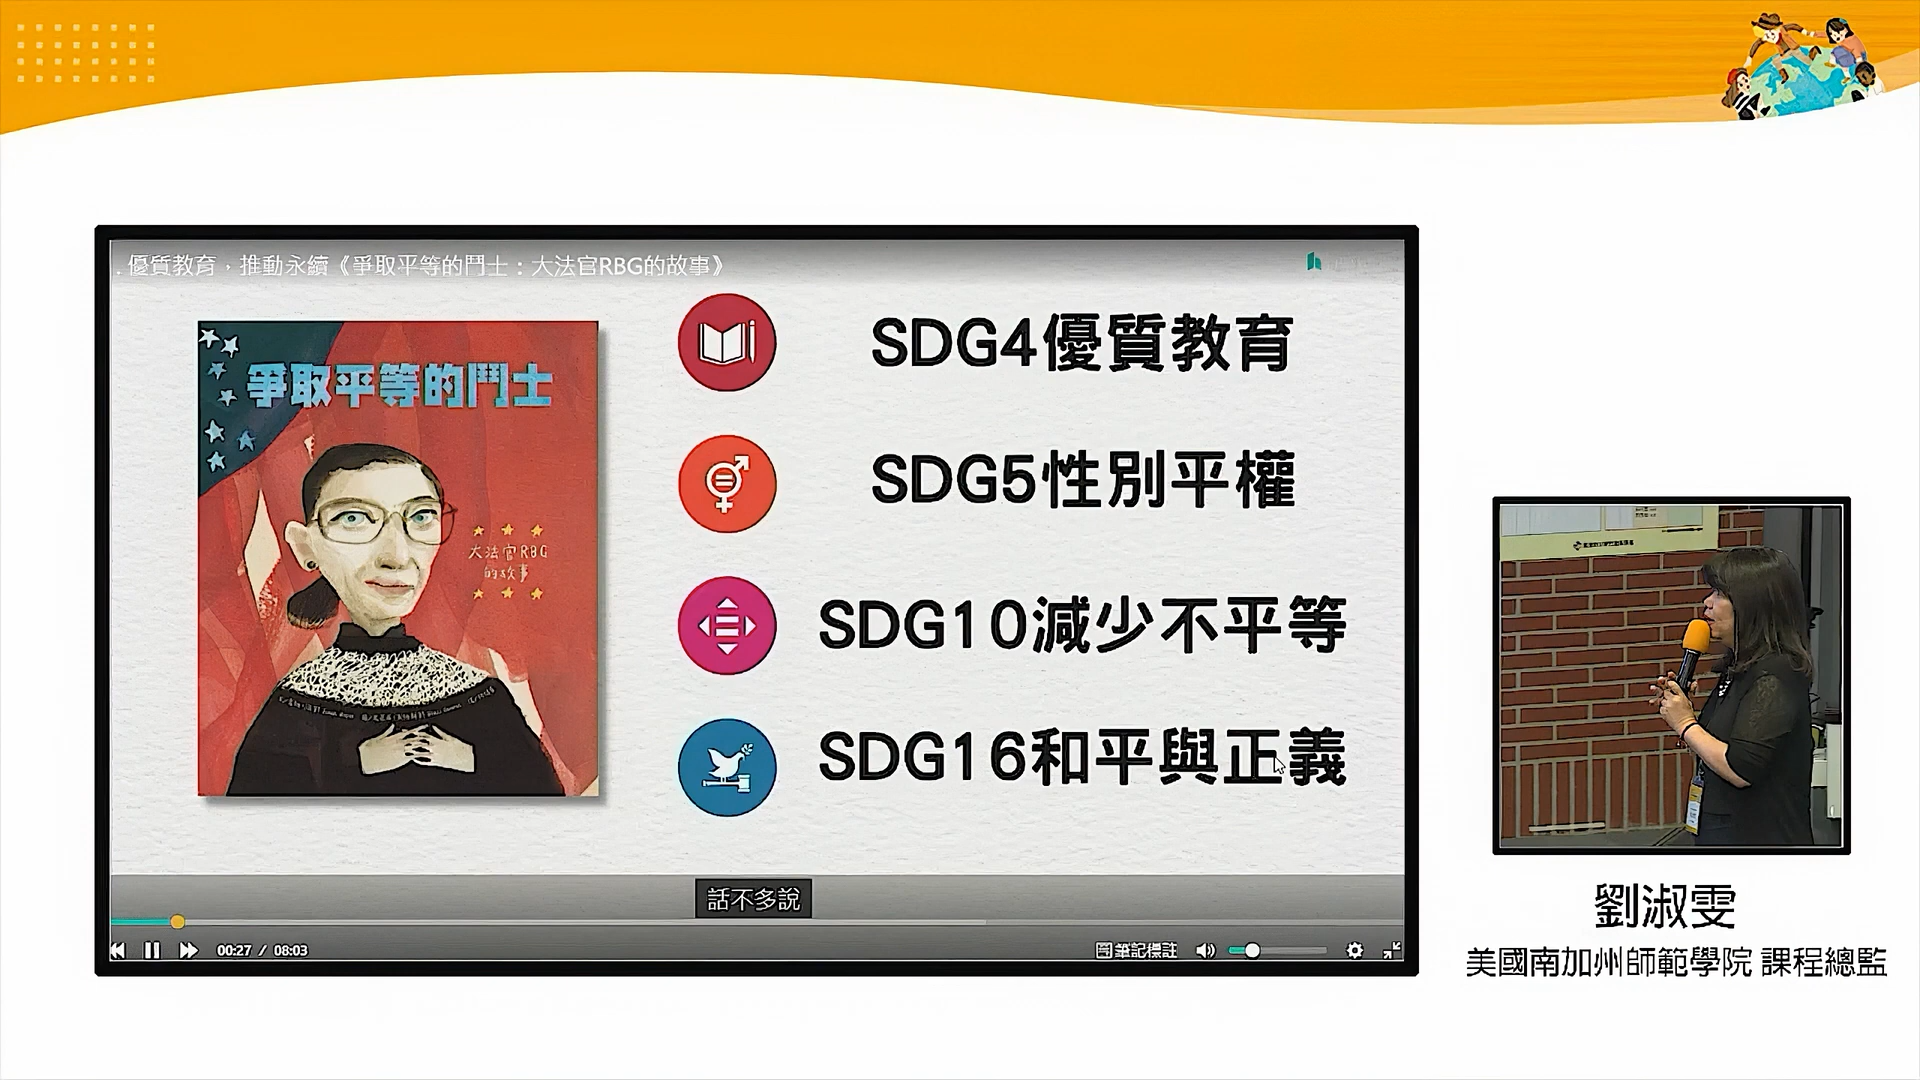 . 優質教育，推動永續《爭取平等的鬥士：大法官RBG的故事》
爭取平等的鬥士
大法官RBG
的故事
SDG4優質教育
SDG5性別平權
SDG10減少不平等
SDG16和平與正義
話不多說
00:27 / 08:03
筆記標註
劉淑雯
美國南加州師範學院 課程總監